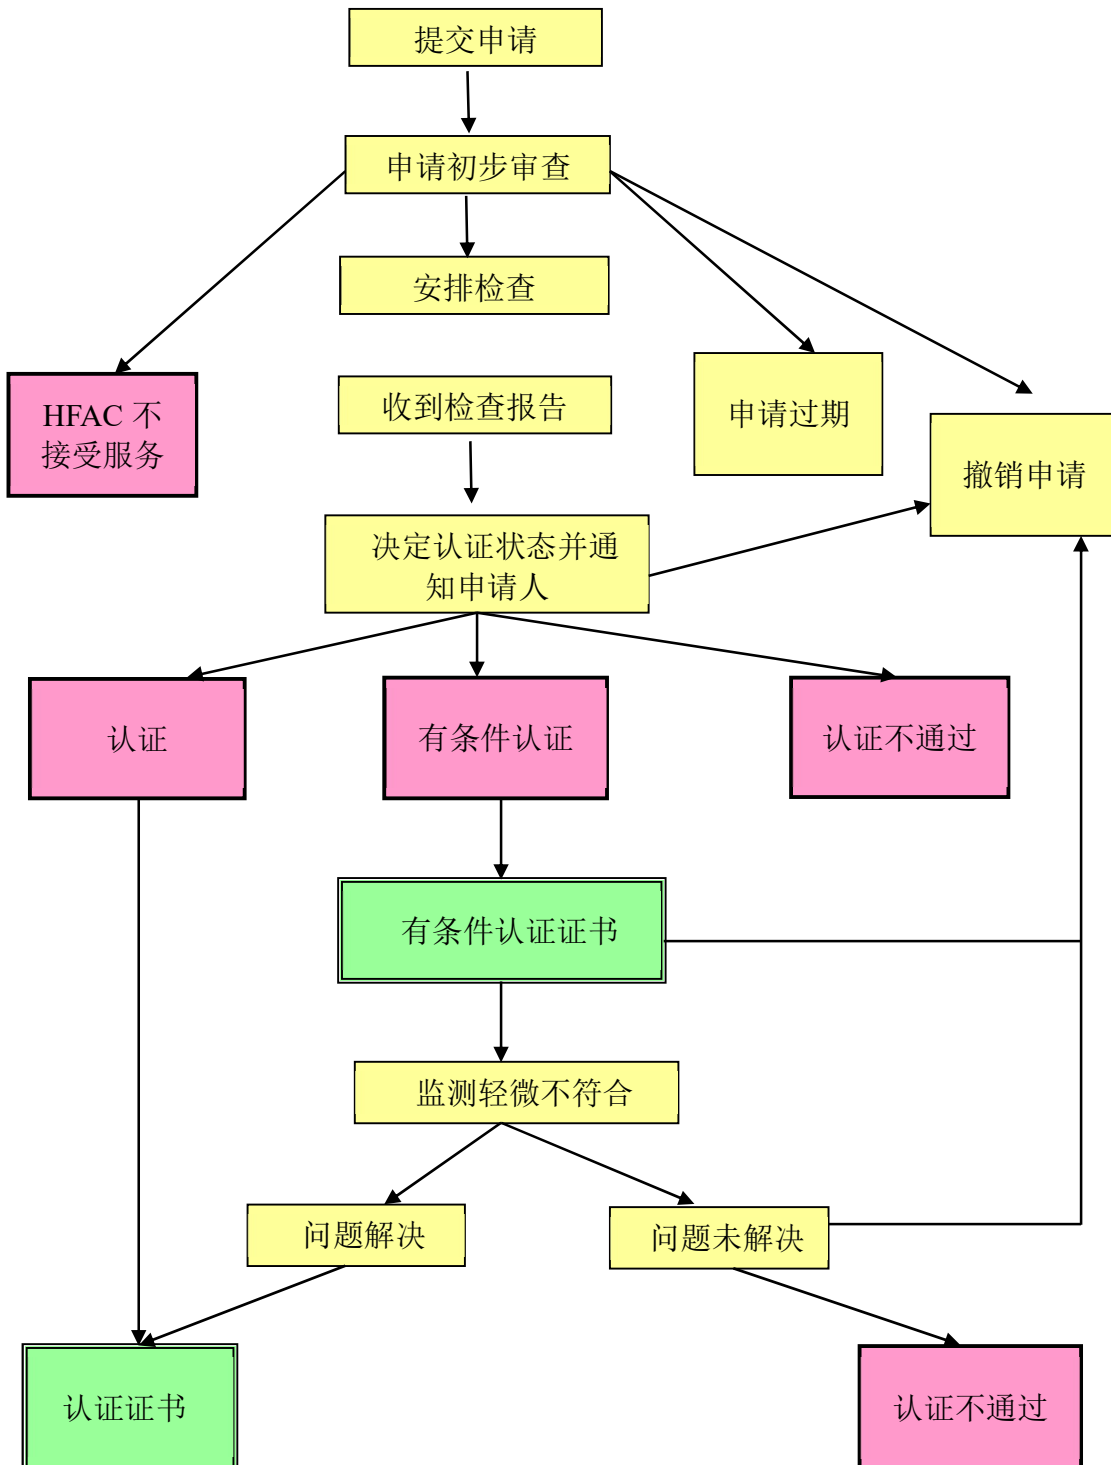 提交申请
申请初步审查
安排检查
HFAC 不
接受服务
收到检查报告
申请过期
撤销申请
决定认证状态并通
知申请人
认证
有条件认证
认证不通过
有条件认证证书
监测轻微不符合
问题解决
问题未解决
认证证书
认证不通过